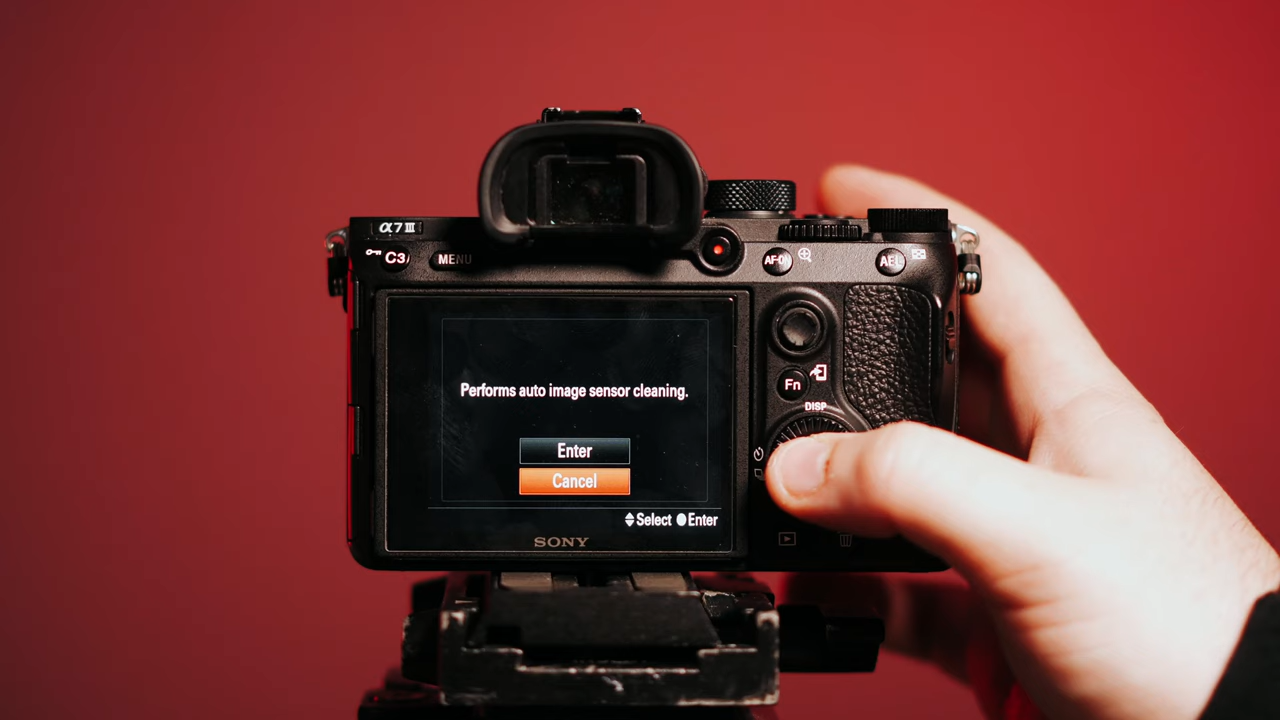 α7III
C3
MENU
AF-ON
AEL
Fn
DISP
Performs auto image sensor cleaning.
Enter
Cancel
Select Enter
SONY